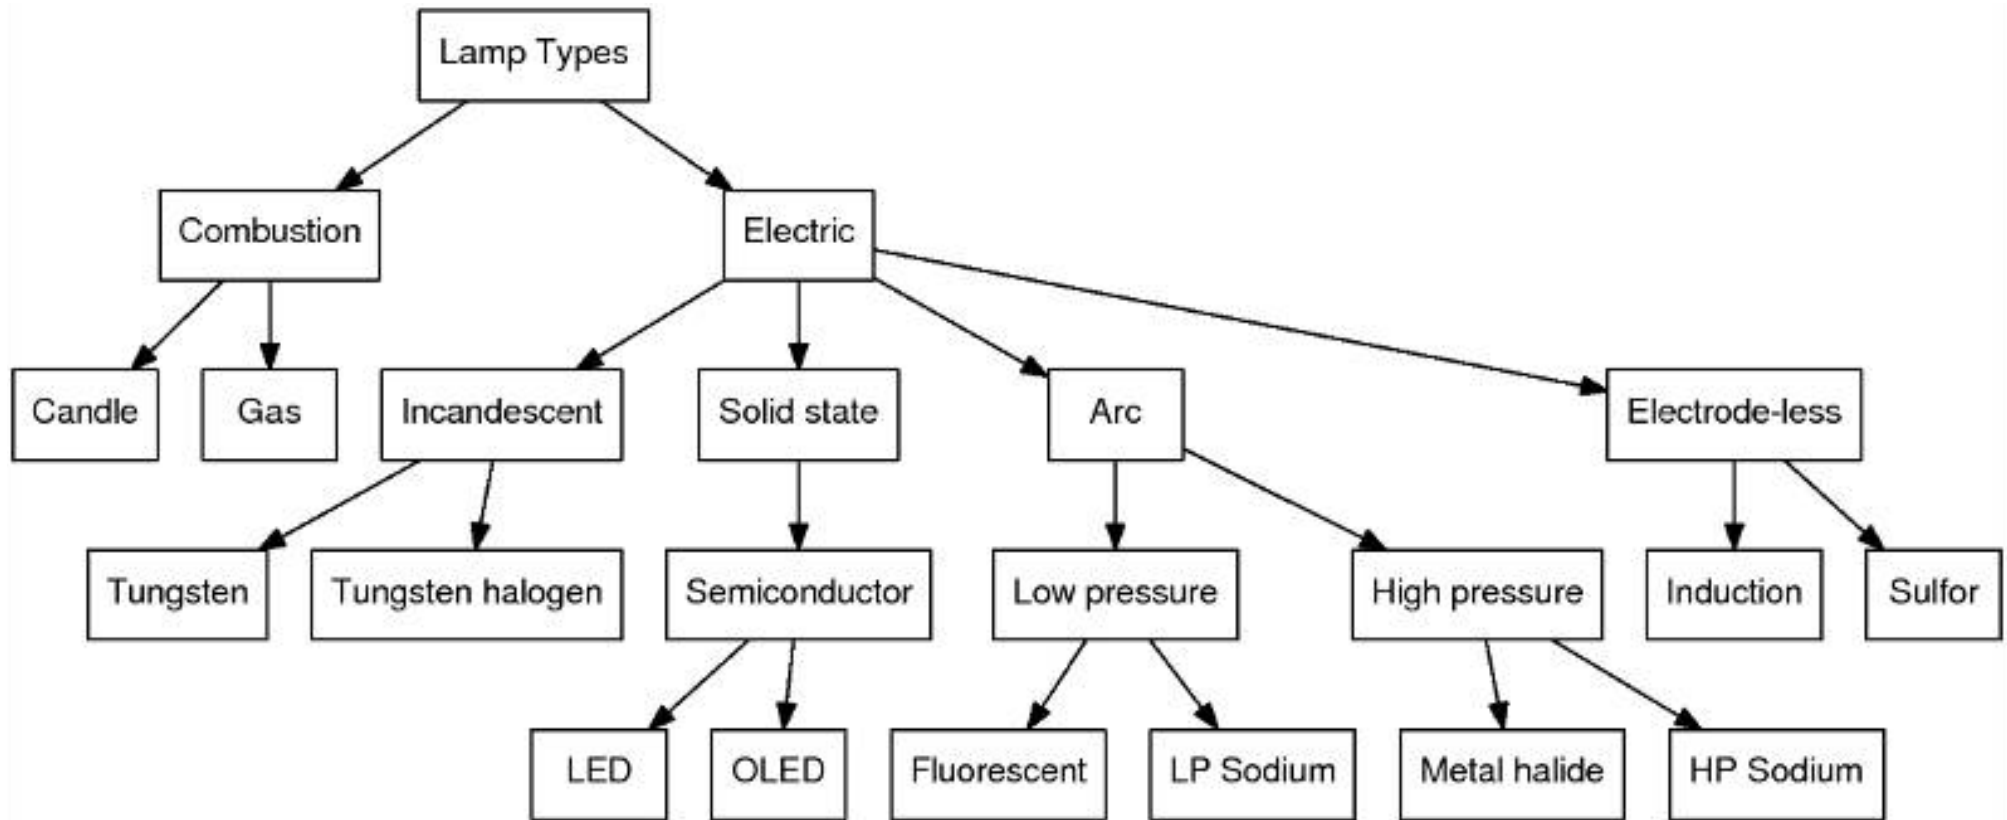 Lamp Types
Combustion
Electric
Candle
Gas
Incandescent
Solid state
Arc
Electrode-less
Tungsten
Tungsten halogen
Semiconductor
Low pressure
High pressure
Induction
Sulfor
LED
OLED
Fluorescent
LP Sodium
Metal halide
HP Sodium